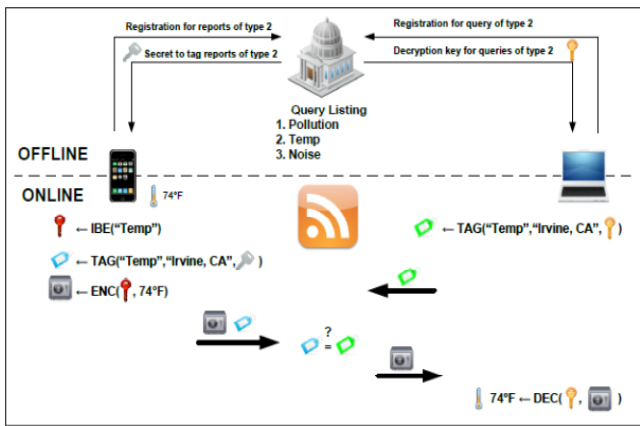 Registration for reports of type 2
Registration for query of type 2
Secret to tag reports of type 2
Decryption key for queries of type 2
Query Listing
1. Pollution
2. Temp
3. Noise
OFFLINE
ONLINE
74°F
← IBE("Temp")
← TAG("Temp","Irvine, CA", )
← TAG("Temp","Irvine, CA", )
← ENC( , 74°F)
?
=
74°F ← DEC( , )